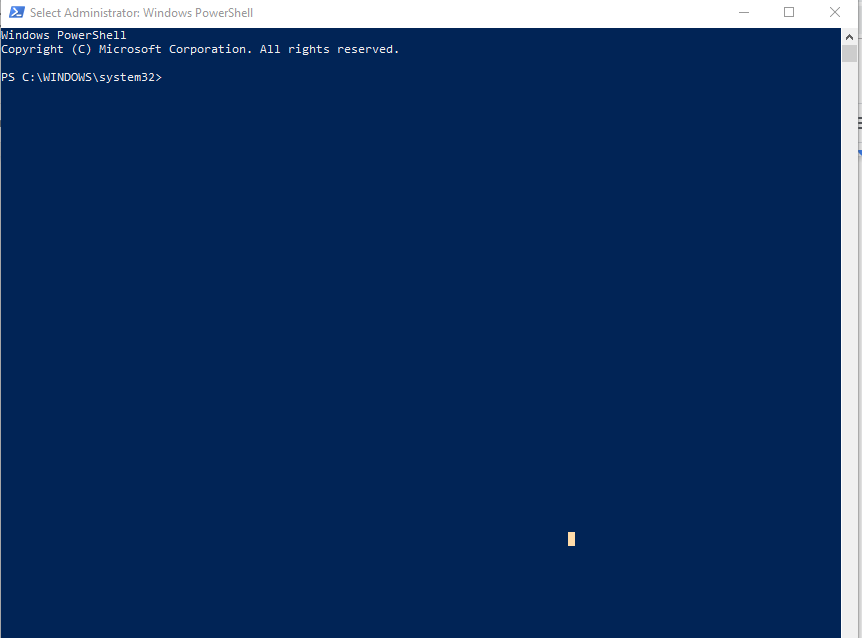 Select Administrator: Windows PowerShell
Windows PowerShell
Copyright (C) Microsoft Corporation. All rights reserved.
PS C:\WINDOWS\system32>